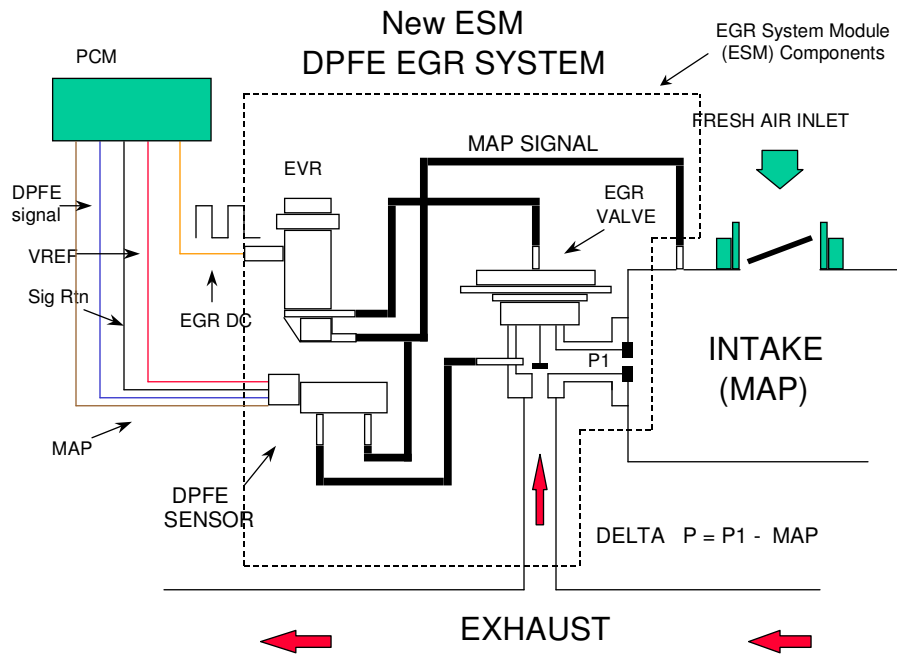 New ESM
DPFE EGR SYSTEM
EGR System Module
(ESM) Components
PCM
FRESH AIR INLET
MAP SIGNAL
EVR
EGR
VALVE
DPFE
signal
VREF
Sig Rtn
EGR DC
P1
INTAKE
(MAP)
MAP
DPFE
SENSOR
DELTA P = P1 - MAP
EXHAUST